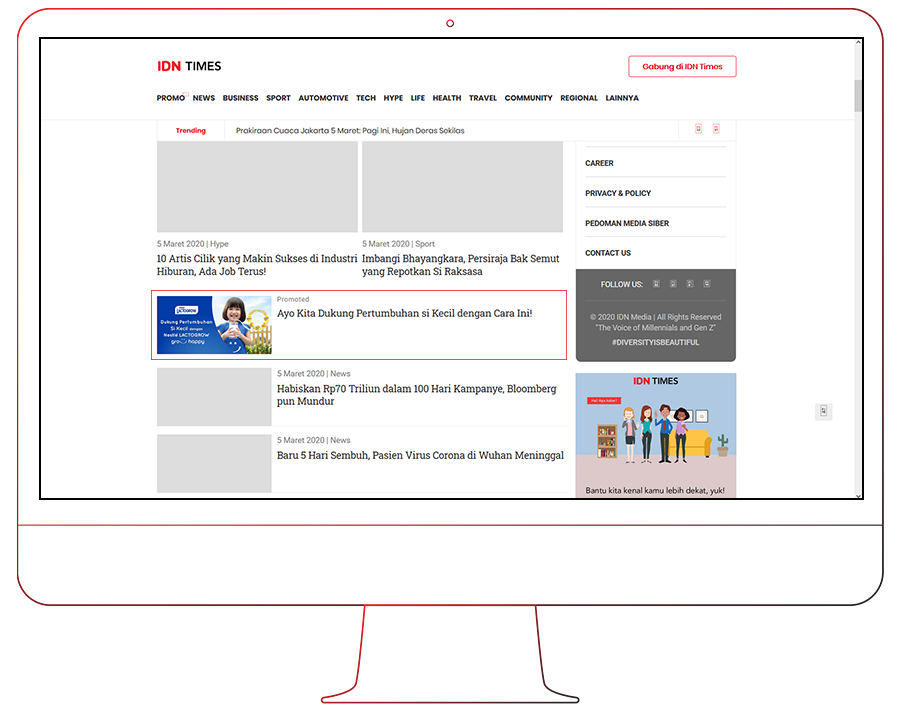 IDN TIMES
Gabung di IDN Times
PROMO NEWS BUSINESS SPORT AUTOMOTIVE TECH HYPE LIFE HEALTH TRAVEL COMMUNITY REGIONAL LAINNYA
Trending
Prakiraan Cuaca Jakarta 5 Maret: Pagi Ini, Hujan Deras Sekilas
5 Maret 2020 | Hype
10 Artis Cilik yang Makin Sukses di Industri
Hiburan, Ada Job Terus!
5 Maret 2020 | Sport
Imbangi Bhayangkara, Persiraja Bak Semut
yang Repotkan Si Raksasa
LACTOGROW
Dukung Pertumbuhan
Si Kecil dengan
Nestlé LACTOGROW
grow happy
Promoted
Ayo Kita Dukung Pertumbuhan si Kecil dengan Cara Ini!
5 Maret 2020 | News
Habiskan Rp70 Triliun dalam 100 Hari Kampanye, Bloomberg
pun Mundur
5 Maret 2020 | News
Baru 5 Hari Sembuh, Pasien Virus Corona di Wuhan Meninggal
CAREER
PRIVACY & POLICY
PEDOMAN MEDIA SIBER
CONTACT US
FOLLOW US:
© 2020 IDN Media | All Rights Reserved
"The Voice of Millennials and Gen Z"
#DIVERSITYISBEAUTIFUL
IDN TIMES
Bantu kita kenal kamu lebih dekat, yuk!